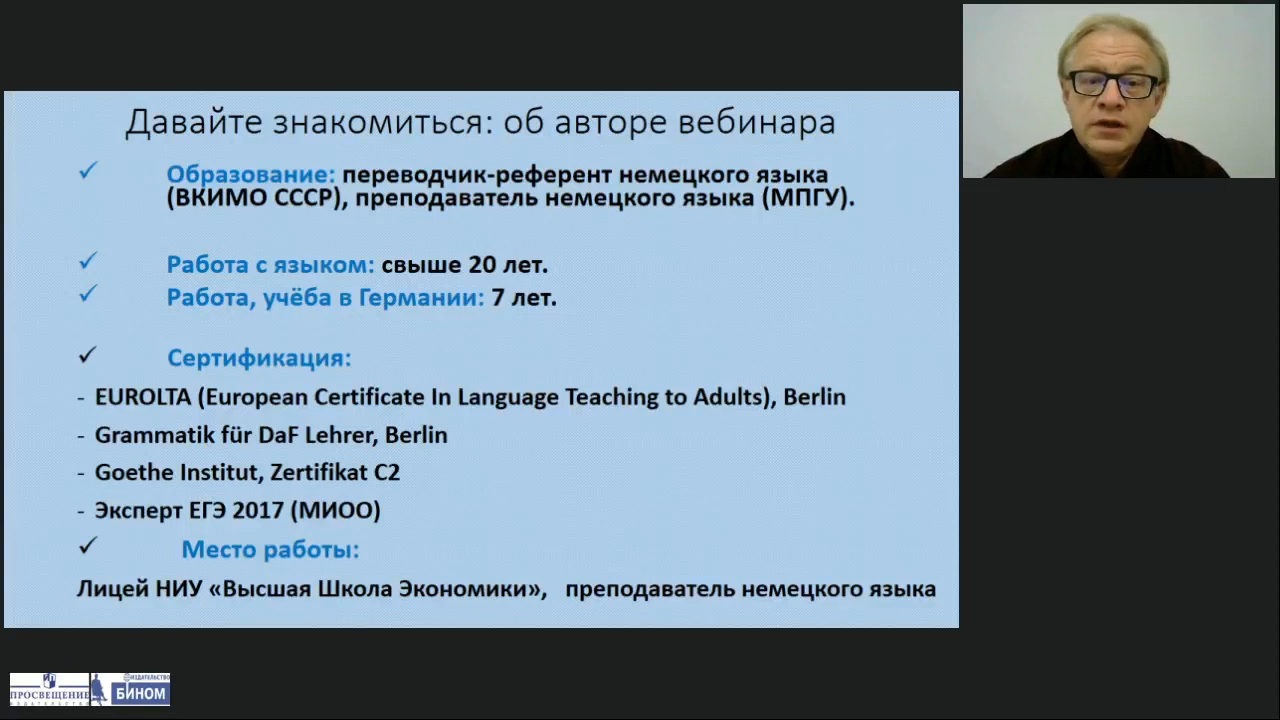 Давайте знакомиться: об авторе вебинара
Образование: переводчик-референт немецкого языка
(ВКИМО СССР), преподаватель немецкого языка (МПГУ).
Работа с языком: свыше 20 лет.
Работа, учёба в Германии: 7 лет.
Сертификация:
- EUROLTA (European Certificate In Language Teaching to Adults), Berlin
- Grammatik für DaF Lehrer, Berlin
- Goethe Institut, Zertifikat C2
- Эксперт ЕГЭ 2017 (МИОО)
Место работы:
Лицей НИУ «Высшая Школа Экономики», преподаватель немецкого языка
ПРОСВЕЩЕНИЕ
ИЗДАТЕЛЬСТВО
ИЗДАТЕЛЬСТВО
БИНОМ